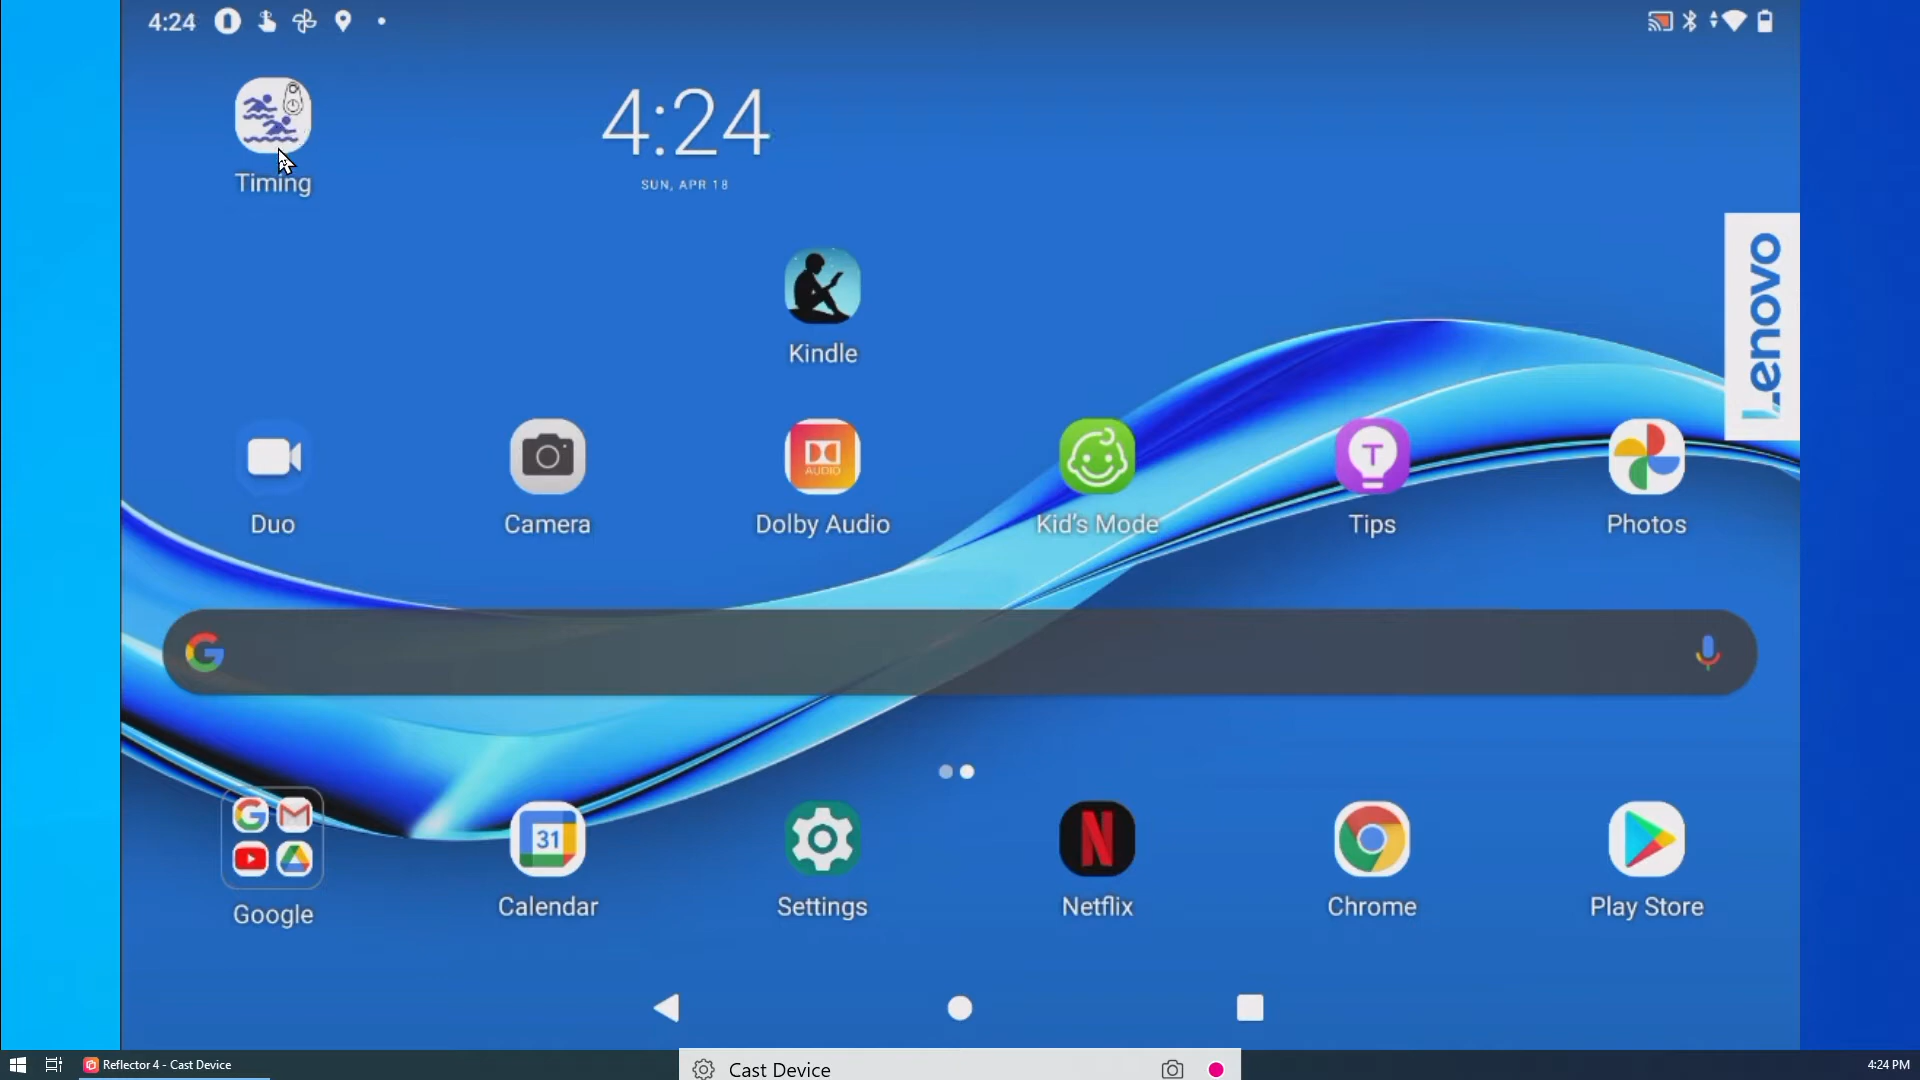 4:24
Timing
4:24
SUN, APR 18
Lenovo
Kindle
AUDIO
T
Duo
Camera
Dolby Audio
Kid's Mode
Tips
Photos
G
31
N
Google
Calendar
Settings
Netflix
Chrome
Play Store
Reflector 4 - Cast Device
Cast Device
4:24 PM